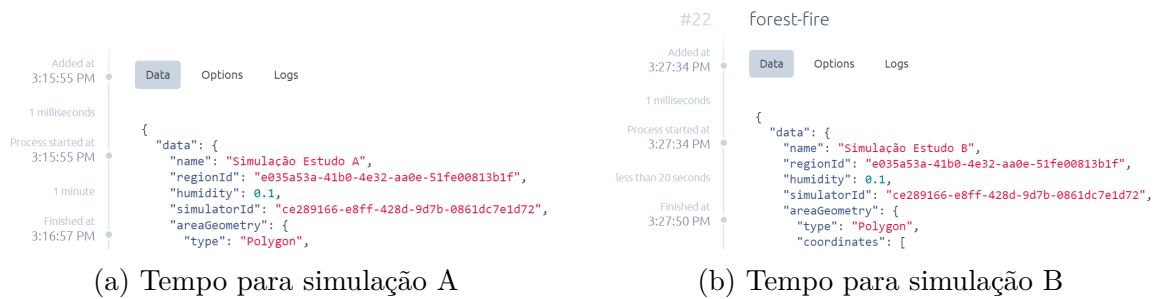 Added at
3:15:55 PM
1 milliseconds
Process started at
3:15:55 PM
1 minute
Finished at
3:16:57 PM
Data Options Logs
{
"data": {
"name": "Simulação Estudo A",
"regionId": "e035a53a-41b0-4e32-aa0e-51fe00813b1f",
"humidity": 0.1,
"simulatorId": "ce289166-e8ff-428d-9d7b-0861dc7e1d72",
"areaGeometry": {
"type": "Polygon",
(a) Tempo para simulação A
#22 forest-fire
Added at
3:27:34 PM
1 milliseconds
Process started at
3:27:34 PM
less than 20 seconds
Finished at
3:27:50 PM
Data Options Logs
{
"data": {
"name": "Simulação Estudo B",
"regionId": "e035a53a-41b0-4e32-aa0e-51fe00813b1f",
"humidity": 0.1,
"simulatorId": "ce289166-e8ff-428d-9d7b-0861dc7e1d72",
"areaGeometry": {
"type": "Polygon",
"coordinates": [
(b) Tempo para simulação B